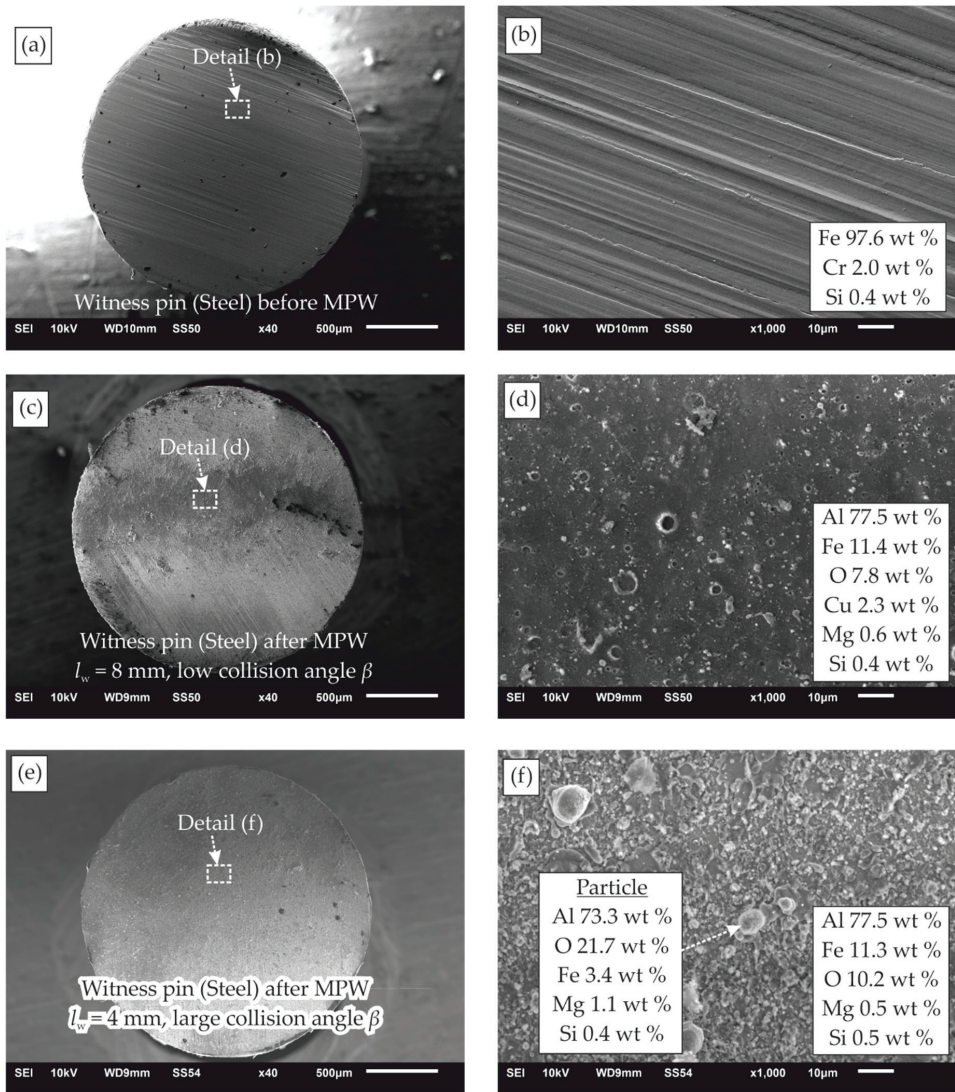 (a)
Detail (b)
Witness pin (Steel) before MPW
SEI 10kV WD10mm SS50 x40 500µm
(b)
Fe 97.6 wt %
Cr 2.0 wt %
Si 0.4 wt %
SEI 10kV WD10mm SS50 x1,000 10µm
(c)
Detail (d)
Witness pin (Steel) after MPW
lw = 8 mm, low collision angle β
SEI 10kV WD9mm SS50 x40 500µm
(d)
Al 77.5 wt %
Fe 11.4 wt %
O 7.8 wt %
Cu 2.3 wt %
Mg 0.6 wt %
Si 0.4 wt %
SEI 10kV WD9mm SS50 x1,000 10µm
(e)
Detail (f)
Witness pin (Steel) after MPW
lw = 4 mm, large collision angle β
SEI 10kV WD9mm SS54 x40 500µm
(f)
Particle
Al 73.3 wt %
O 21.7 wt %
Fe 3.4 wt %
Mg 1.1 wt %
Si 0.4 wt %
Al 77.5 wt %
Fe 11.3 wt %
O 10.2 wt %
Mg 0.5 wt %
Si 0.5 wt %
SEI 10kV WD9mm SS54 x1,000 10µm